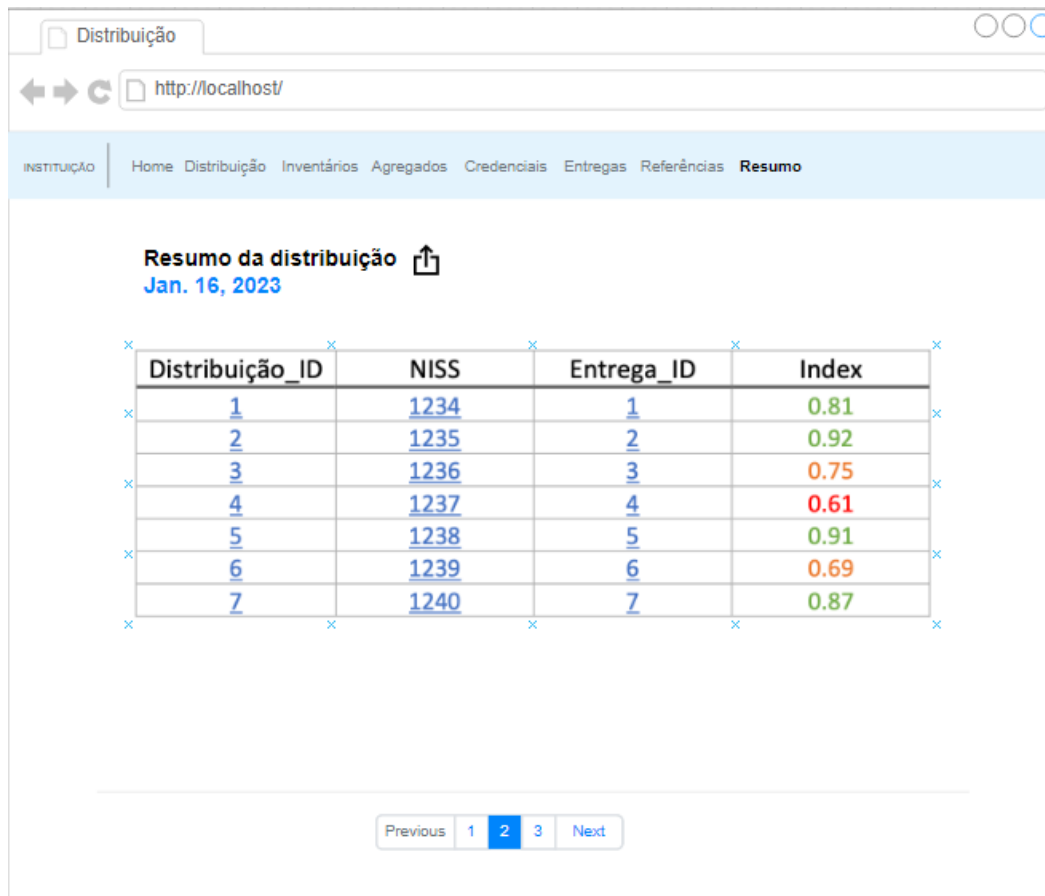 Distribuição
http://localhost/
INSTITUIÇÃO Home Distribuição Inventários Agregados Credenciais Entregas Referências Resumo
Resumo da distribuição
Jan. 16, 2023
Distribuição_ID NISS Entrega_ID Index
1 1234 1 0.81
2 1235 2 0.92
3 1236 3 0.75
4 1237 4 0.61
5 1238 5 0.91
6 1239 6 0.69
7 1240 7 0.87
Previous 1 2 3 Next